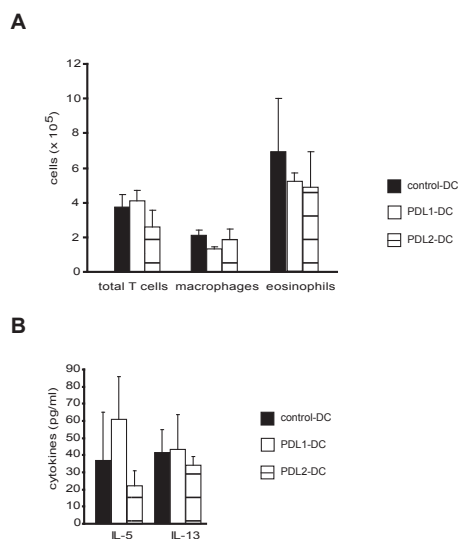 A
cells (x 10⁵)
12
10
8
6
4
2
0
total T cells macrophages eosinophils
control-DC
PDL1-DC
PDL2-DC
B
cytokines (pg/ml)
90
80
70
60
50
40
30
20
10
0
IL-5 IL-13
control-DC
PDL1-DC
PDL2-DC